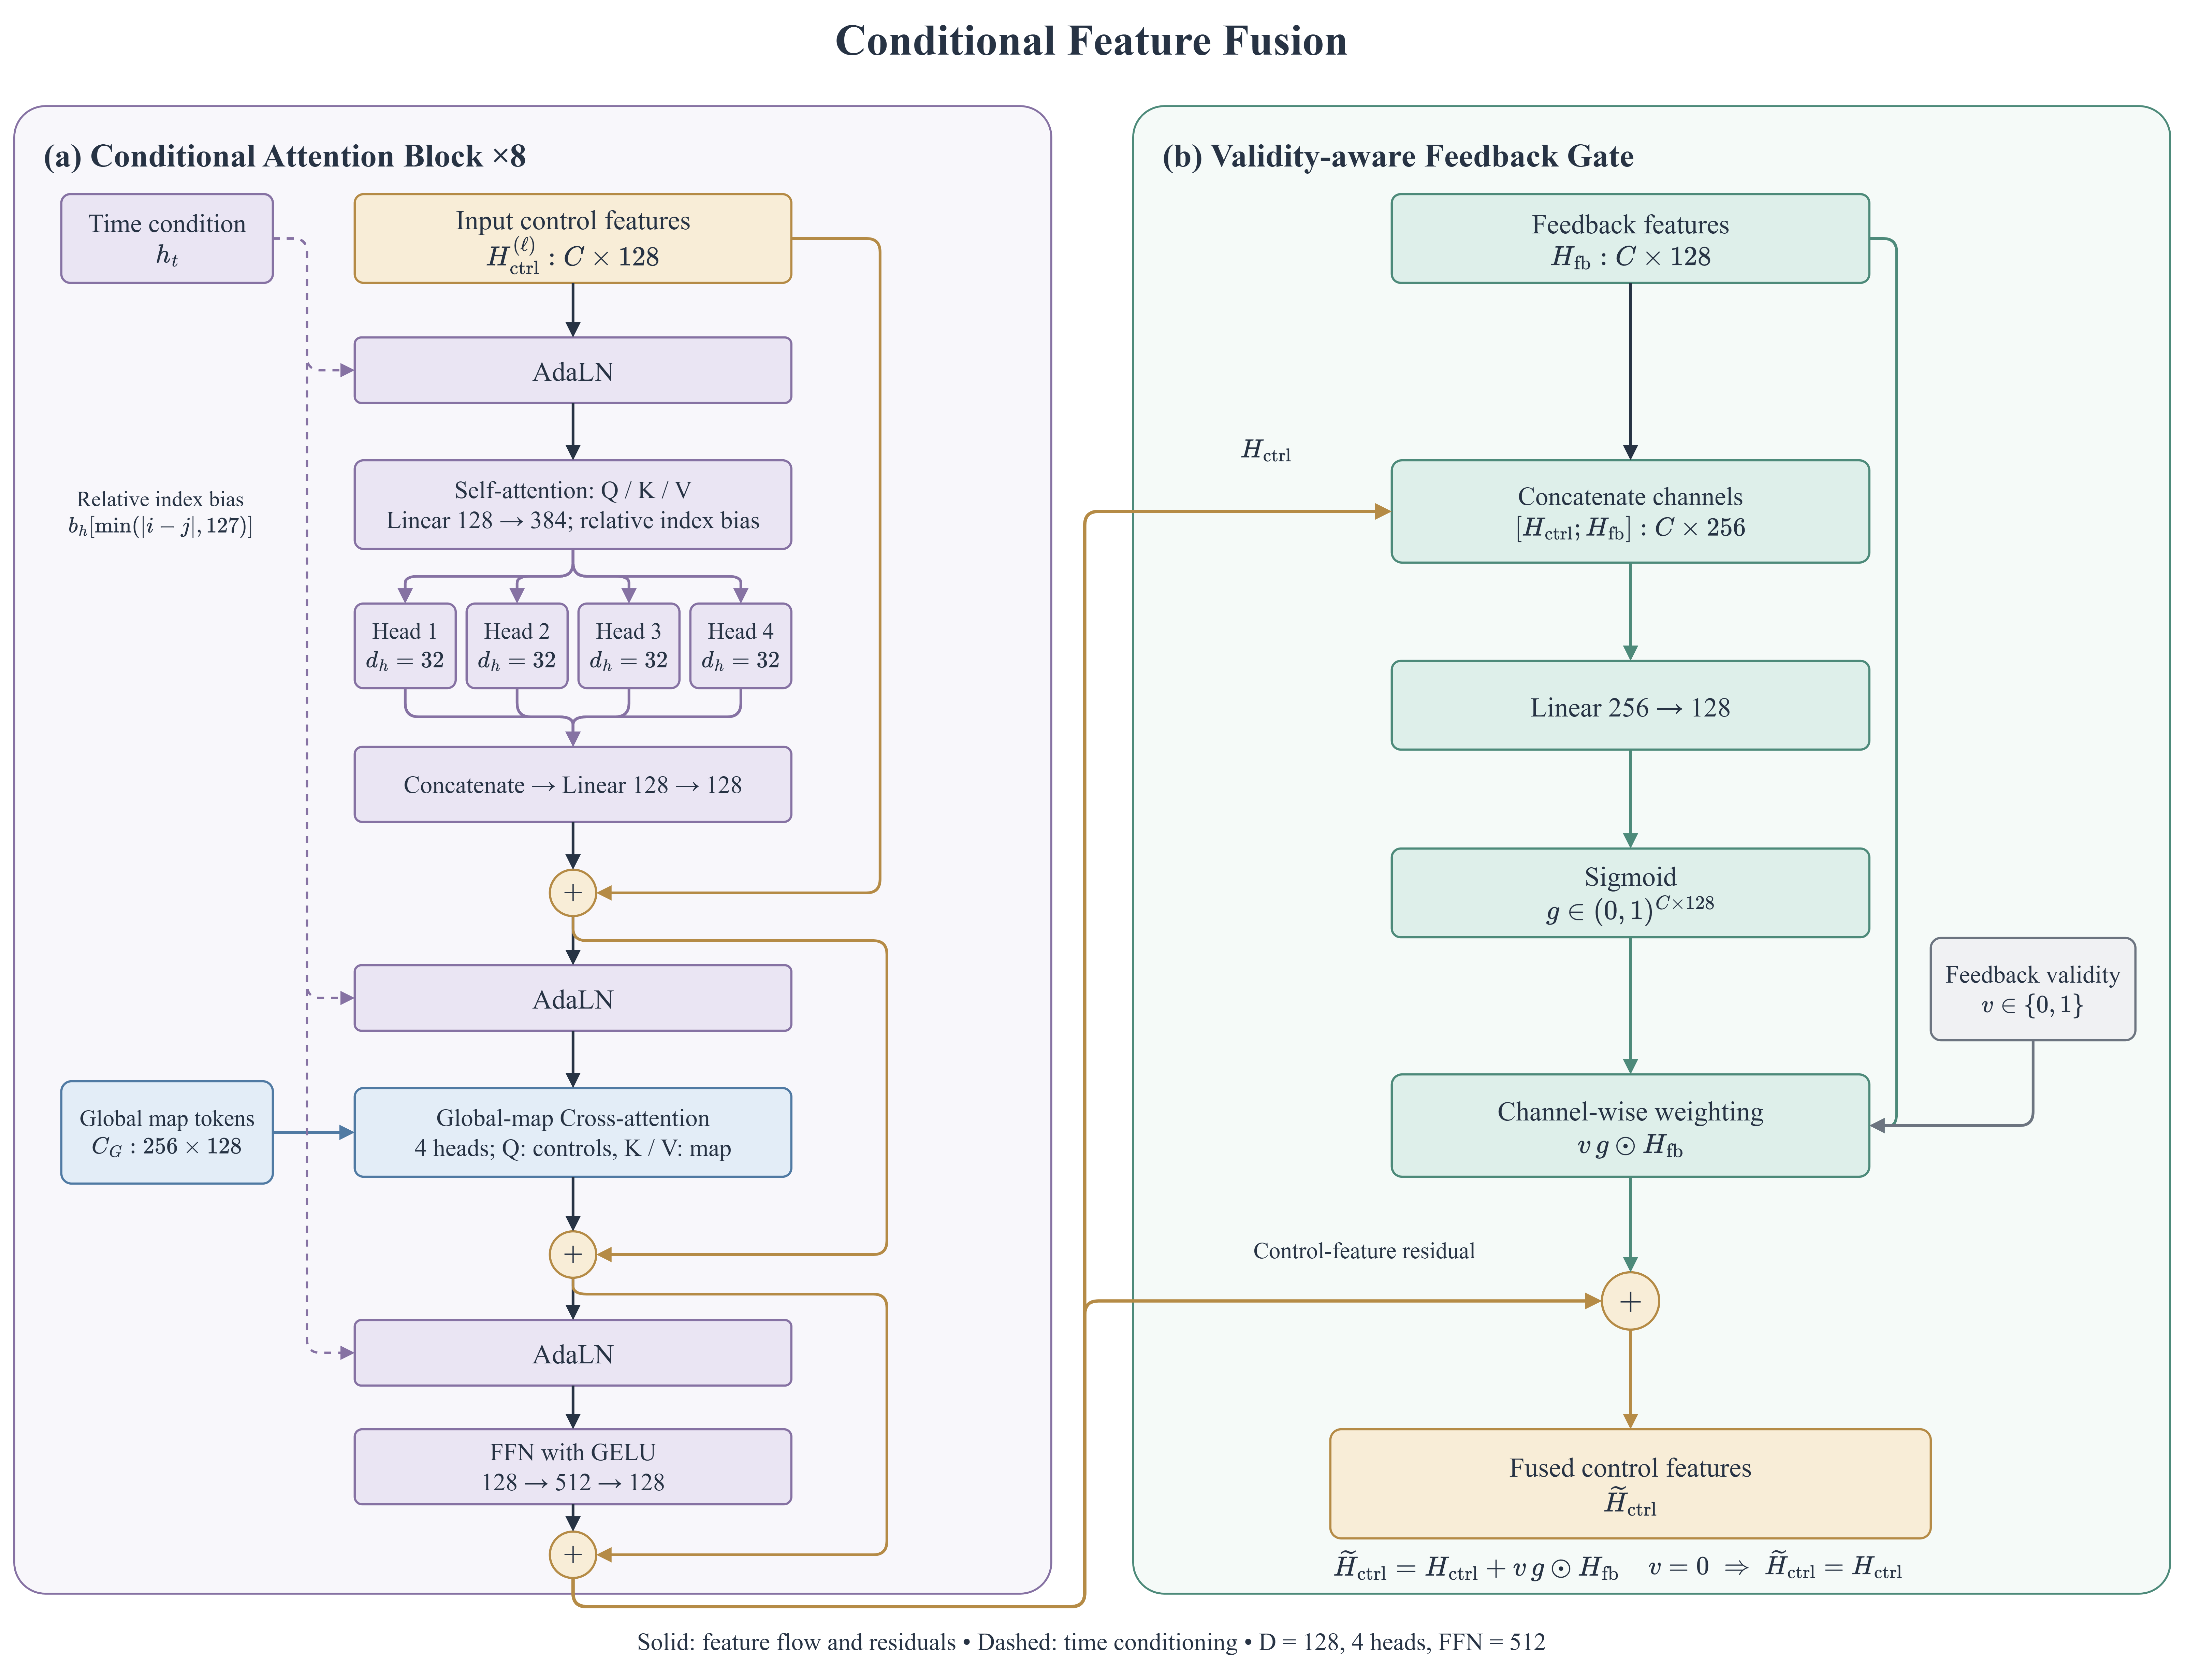 Conditional Feature Fusion
(a) Conditional Attention Block ×8
Time condition
h_t
Input control features
H_ctrl^(ℓ) : C × 128
AdaLN
Relative index bias
b_h[min(|i − j|, 127)]
Self-attention: Q / K / V
Linear 128 → 384; relative index bias
Head 1
d_h = 32
Head 2
d_h = 32
Head 3
d_h = 32
Head 4
d_h = 32
Concatenate → Linear 128 → 128
+
AdaLN
Global map tokens
C_G : 256 × 128
Global-map Cross-attention
4 heads; Q: controls, K / V: map
+
AdaLN
FFN with GELU
128 → 512 → 128
+
(b) Validity-aware Feedback Gate
Feedback features
H_fb : C × 128
H_ctrl
Concatenate channels
[H_ctrl; H_fb] : C × 256
Linear 256 → 128
Sigmoid
g ∈ (0, 1)^{C×128}
Feedback validity
v ∈ {0, 1}
Channel-wise weighting
v g ⊙ H_fb
Control-feature residual
+
Fused control features
H̃_ctrl
H̃_ctrl = H_ctrl + v g ⊙ H_fb v = 0 ⇒ H̃_ctrl = H_ctrl
Solid: feature flow and residuals • Dashed: time conditioning • D = 128, 4 heads, FFN = 512